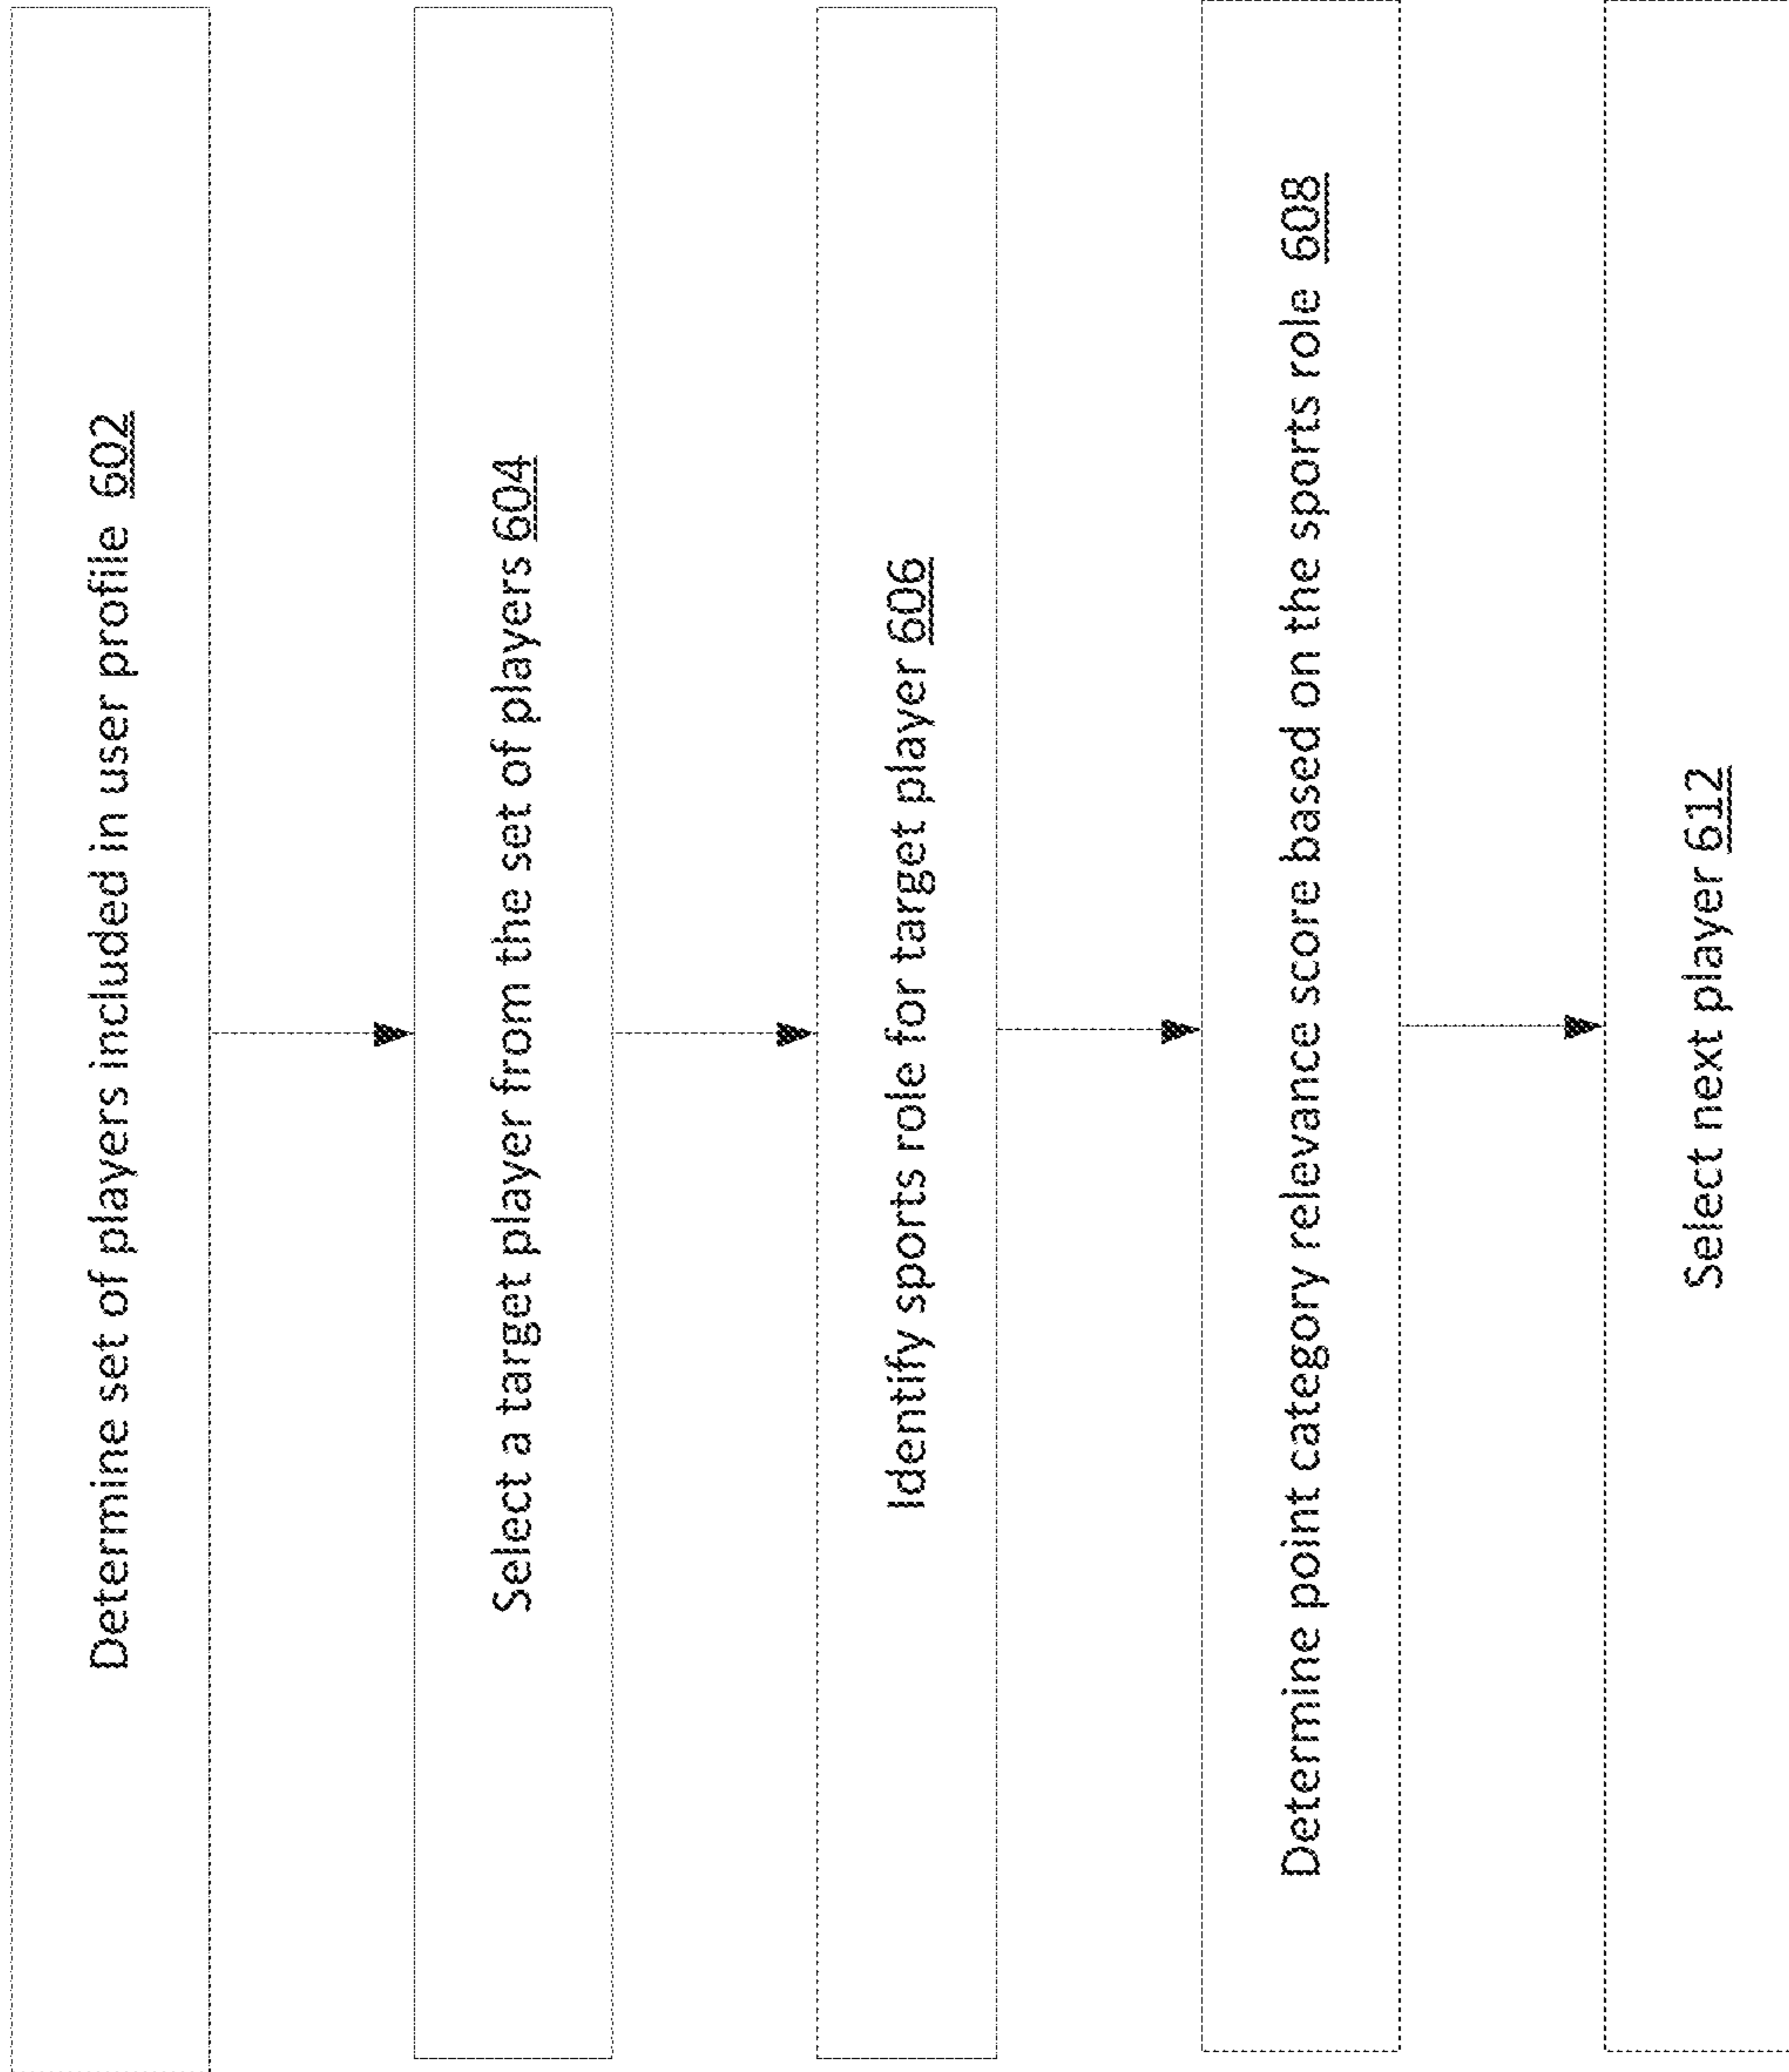 Determine set of players included in user profile 602
Select a target player from the set of players 604
Identify sports role for target player 606
Determine point category relevance score based on the sports role 608
Select next player 612